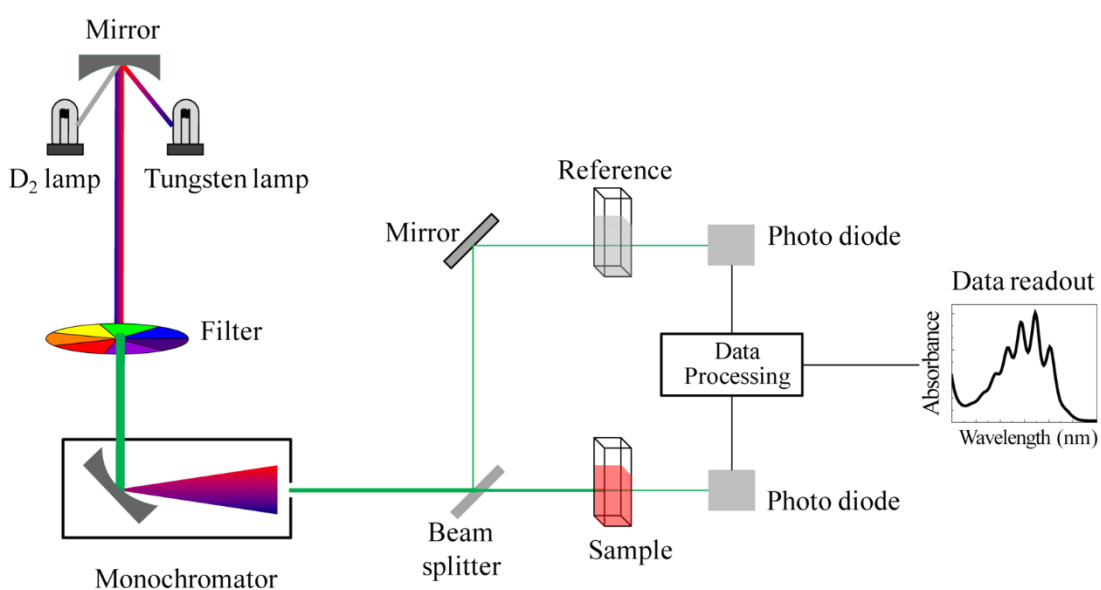 Mirror
D₂ lamp
Tungsten lamp
Filter
Monochromator
Mirror
Reference
Photo diode
Beam
splitter
Sample
Photo diode
Data
Processing
Data readout
Absorbance
Wavelength (nm)